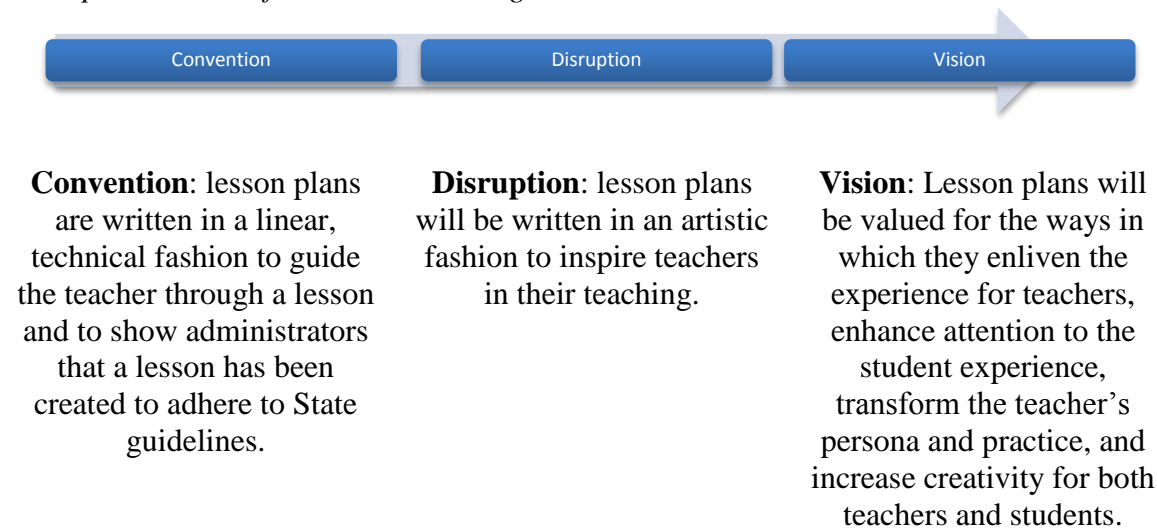 Convention
Disruption
Vision
Convention: lesson plans
are written in a linear,
technical fashion to guide
the teacher through a lesson
and to show administrators
that a lesson has been
created to adhere to State
guidelines.
Disruption: lesson plans
will be written in an artistic
fashion to inspire teachers
in their teaching.
Vision: Lesson plans will
be valued for the ways in
which they enliven the
experience for teachers,
enhance attention to the
student experience,
transform the teacher’s
persona and practice, and
increase creativity for both
teachers and students.